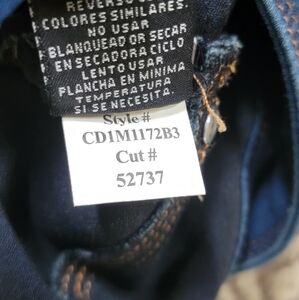 REVERSO
COLORES SIMILARES.
NO USAR
BLANQUEADOR SECAR
EN SECADORA CICLO
LENTO USAR
PLANCHA EN MINIMA
TEMPERATURA
SI SE NECESITA.
Style #
CD1M1172B3
Cut #
52737